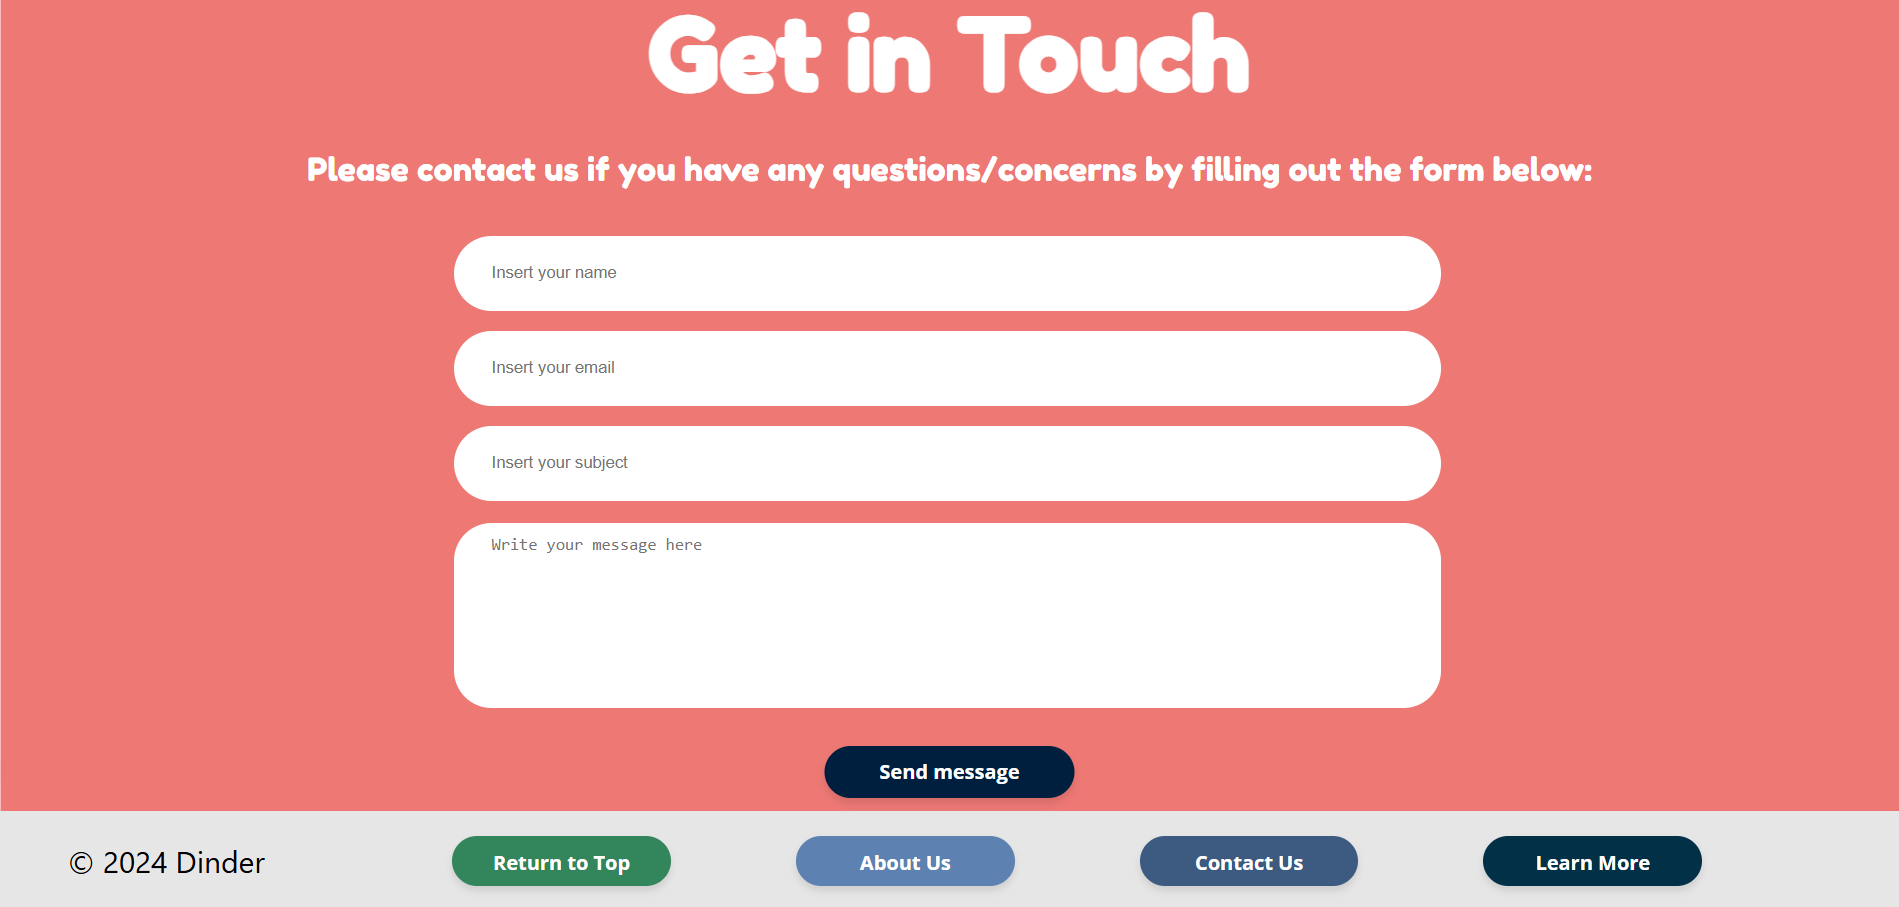 Get in Touch
Please contact us if you have any questions/concerns by filling out the form below:
Insert your name
Insert your email
Insert your subject
Write your message here
Send message
© 2024 Dinder
Return to Top
About Us
Contact Us
Learn More